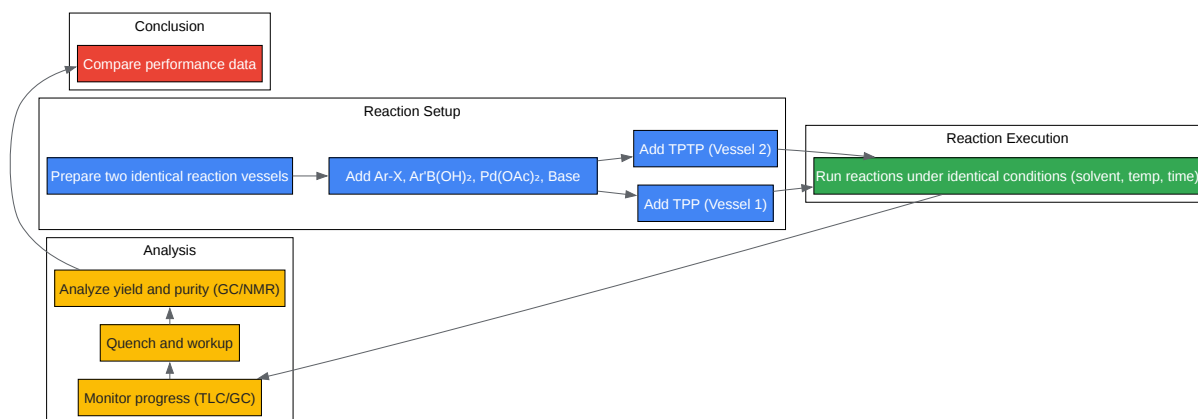 Conclusion
Compare performance data
Reaction Setup
Prepare two identical reaction vessels
Add Ar-X, Ar'B(OH)₂, Pd(OAc)₂, Base
Add TPTP (Vessel 2)
Add TPP (Vessel 1)
Reaction Execution
Run reactions under identical conditions (solvent, temp, time)
Analysis
Analyze yield and purity (GC/NMR)
Quench and workup
Monitor progress (TLC/GC)